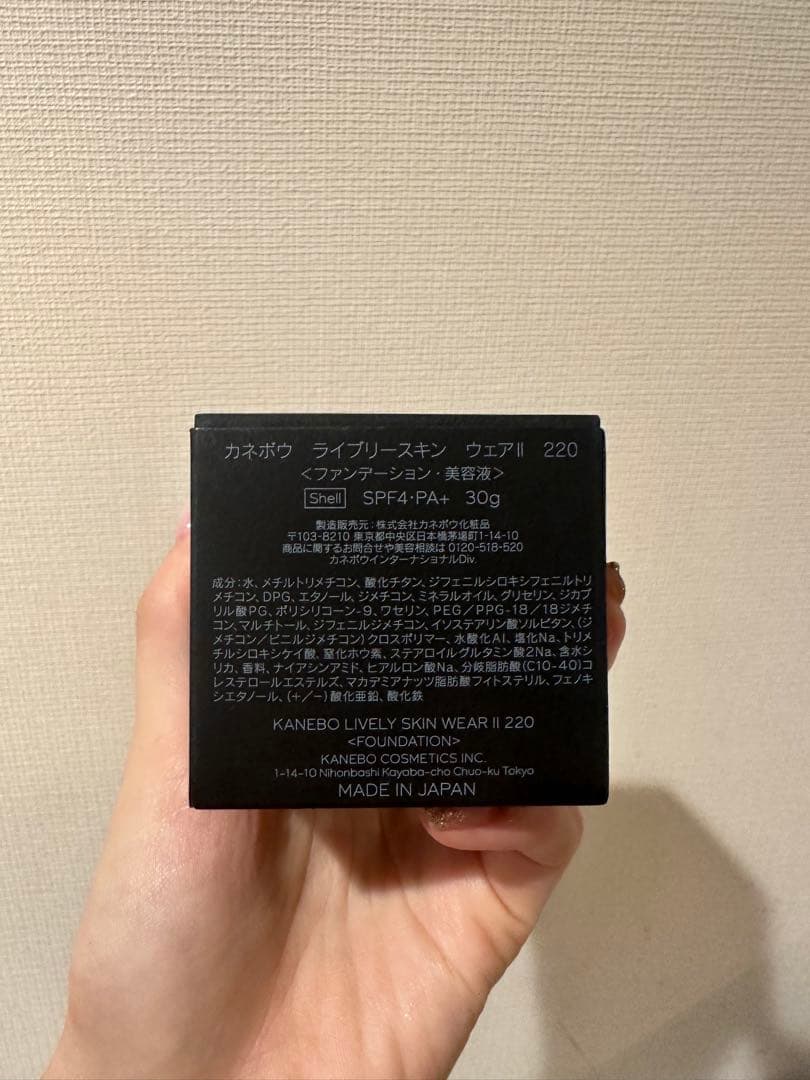 カネボウ　ライブリースキン　ウェアⅡ　220
＜ファンデーション・美容液＞
Shell　SPF4・PA+　30g
製造販売元：株式会社カネボウ化粧品
〒103-8210 東京都中央区日本橋茅場町1-14-10
商品に関するお問合せや美容相談は 0120-518-520
カネボウインターナショナルDiv.
成分：水、メチルトリメチコン、酸化チタン、ジフェニルシロキシフェニルトリ
メチコン、DPG、エタノール、ジメチコン、ミネラルオイル、グリセリン、ジカプ
リル酸PG、ポリシリコーン-9、ワセリン、PEG／PPG-18／18ジメチ
コン、マルチトール、ジフェニルジメチコン、イソステアリン酸ソルビタン、（ジ
メチコン／ビニルジメチコン）クロスポリマー、水酸化Al、塩化Na、トリメ
チルシロキシケイ酸、窒化ホウ素、ステアロイルグルタミン酸2Na、含水シ
リカ、香料、ナイアシンアミド、ヒアルロン酸Na、分岐脂肪酸（C10-40）コ
レステロールエステルズ、マカデミアナッツ脂肪酸フィトステリル、フェノキ
シエタノール、（+／−）酸化亜鉛、酸化鉄
KANEBO LIVELY SKIN WEAR Ⅱ 220
<FOUNDATION>
KANEBO COSMETICS INC.
1-14-10 Nihonbashi Kayaba-cho Chuo-ku Tokyo
MADE IN JAPAN